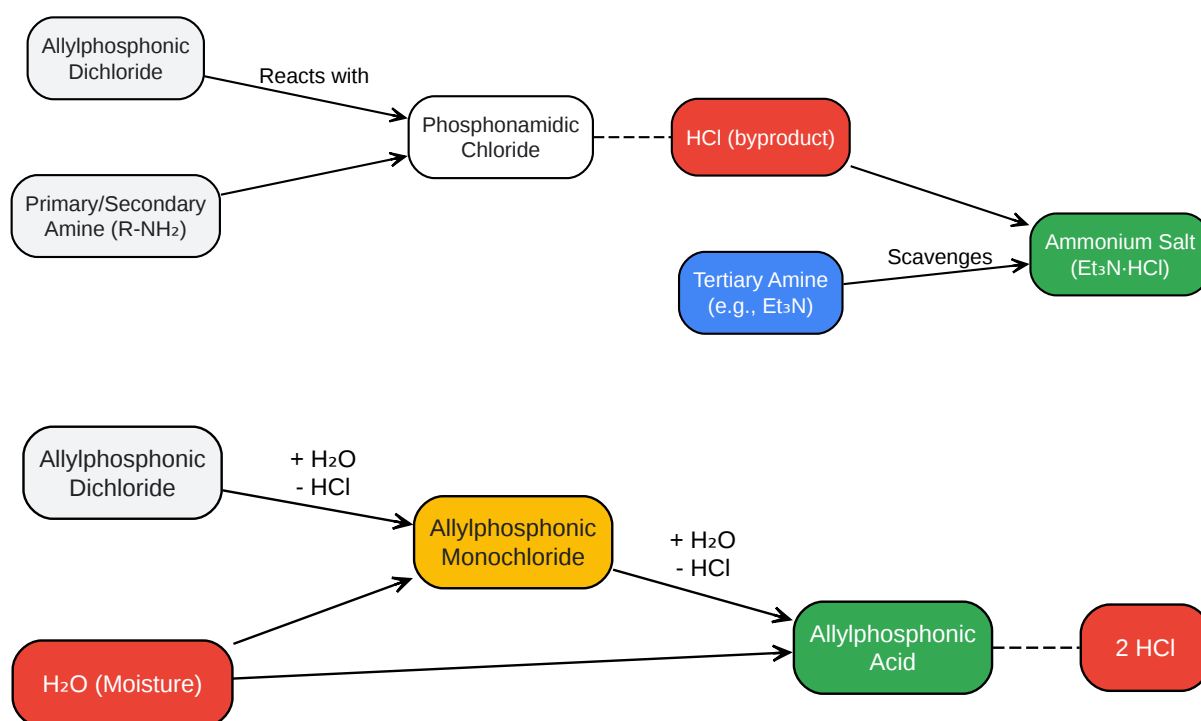 Allylphosphonic
Dichloride
Reacts with
Phosphonamidic
Chloride
HCl (byproduct)
Primary/Secondary
Amine (R-NH₂)
Ammonium Salt
(Et₃N·HCl)
Scavenges
Tertiary Amine
(e.g., Et₃N)
Allylphosphonic
Dichloride
+ H₂O
- HCl
Allylphosphonic
Monochloride
+ H₂O
- HCl
Allylphosphonic
Acid
2 HCl
H₂O (Moisture)